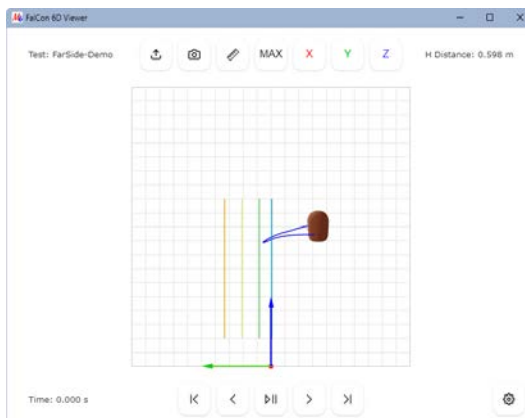 FalCon 6D Viewer
Test: FarSide-Demo
MAX
X
Y
Z
H Distance: 0.598 m
Time: 0.000 s